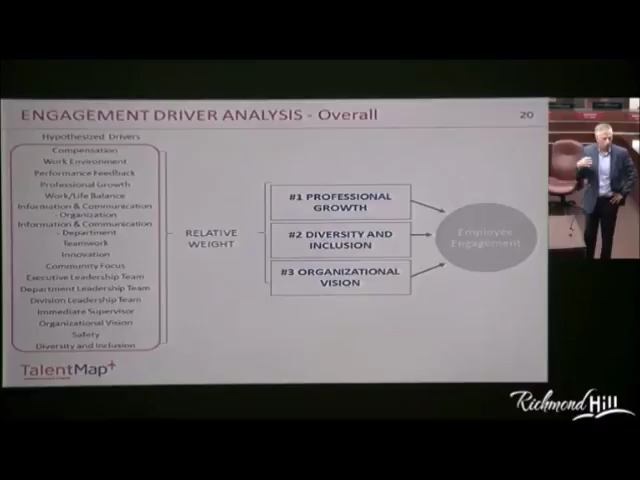 ENGAGEMENT DRIVER ANALYSIS - Overall
20
Hypothesized Drivers
Compensation
Work Environment
Performance Feedback
Professional Growth
Work/Life Balance
Information & Communication
- Organization
Information & Communication
- Department
Teamwork
Innovation
Community Focus
Executive Leadership Team
Department Leadership Team
Division Leadership Team
Immediate Supervisor
Organizational Vision
Safety
Diversity and Inclusion
RELATIVE
WEIGHT
#1 PROFESSIONAL
GROWTH
#2 DIVERSITY AND
INCLUSION
#3 ORGANIZATIONAL
VISION
Employee
Engagement
TalentMap
Richmond Hill